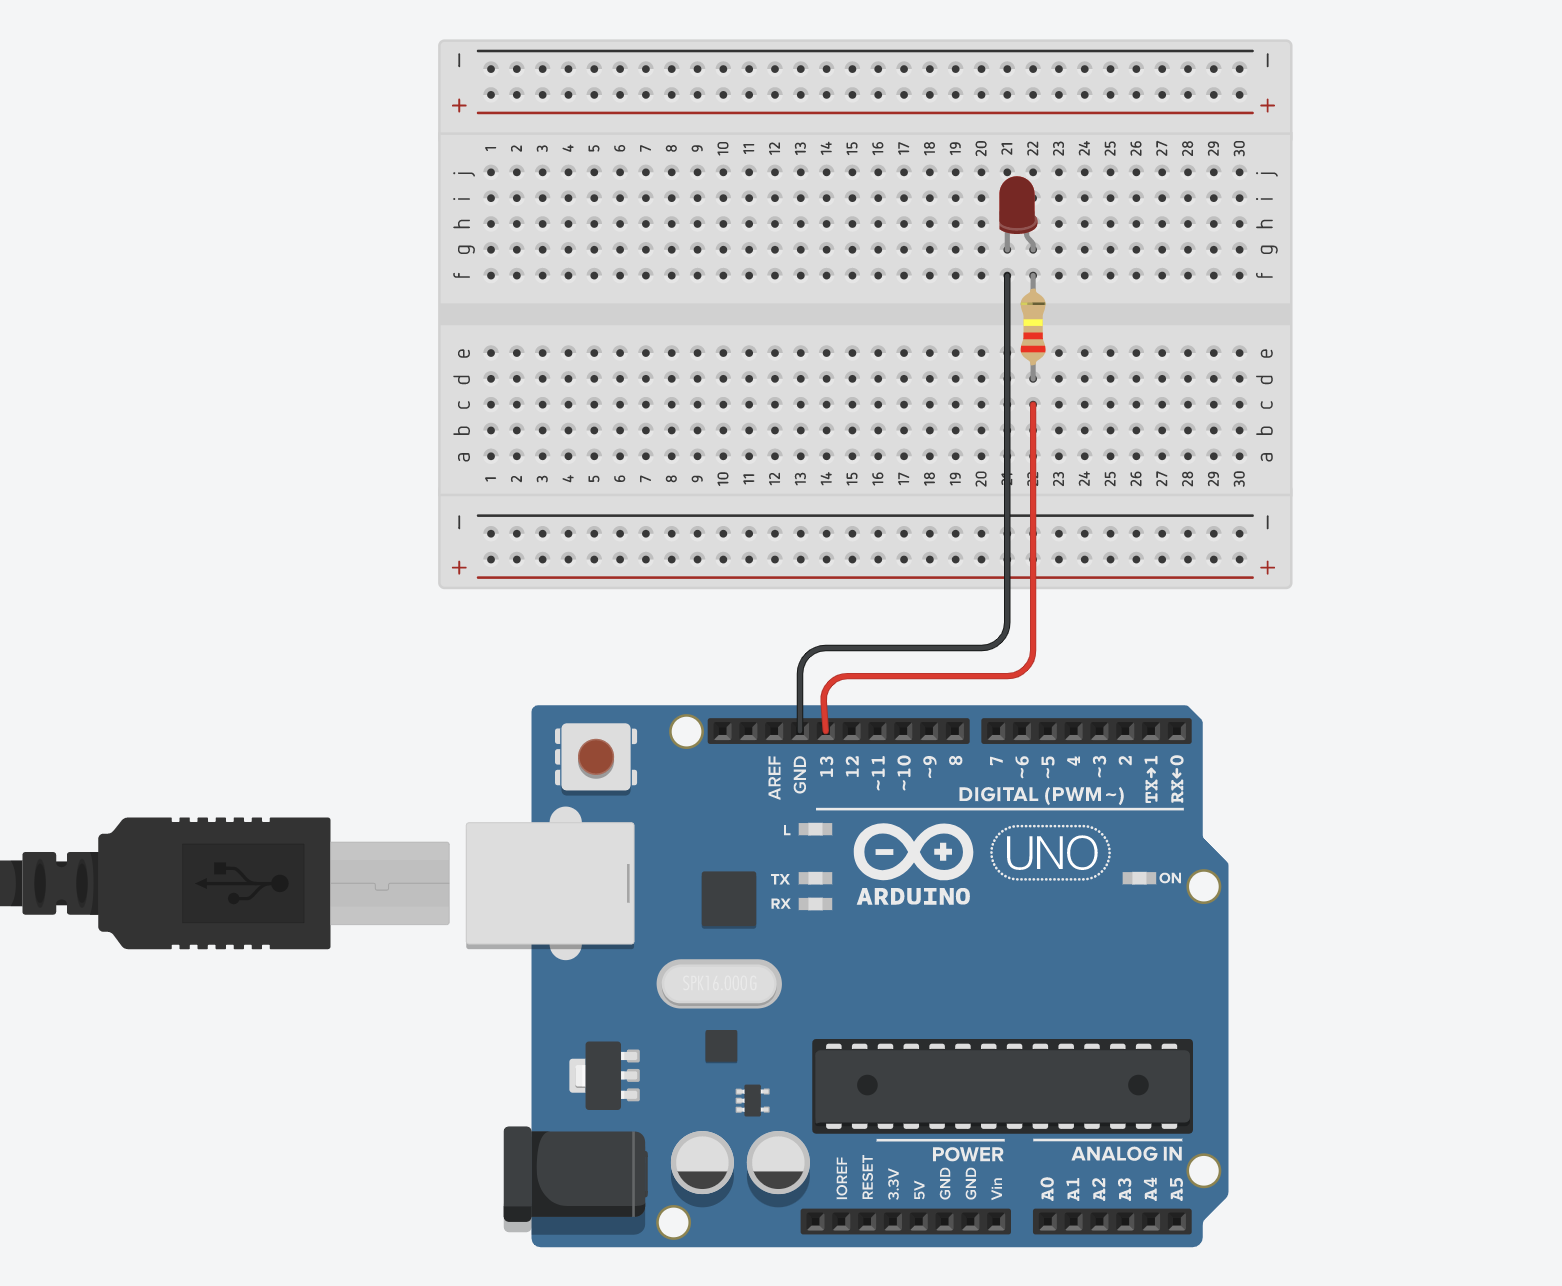 − −
+ +
1 2 3 4 5 6 7 8 9 10 11 12 13 14 15 16 17 18 19 20 21 22 23 24 25 26 27 28 29 30
j j
i i
h h
g g
f f
e e
d d
c c
b b
a a
1 2 3 4 5 6 7 8 9 10 11 12 13 14 15 16 17 18 19 20 21 22 23 24 25 26 27 28 29 30
− −
+ +
AREF GND 13 12 ~11 ~10 ~9 8 7 ~6 ~5 4 ~3 2 TX→1 RX←0
DIGITAL (PWM~)
L
UNO
TX ON
RX ARDUINO
SPK16.000G
POWER ANALOG IN
IOREF RESET 3.3V 5V GND GND Vin A0 A1 A2 A3 A4 A5